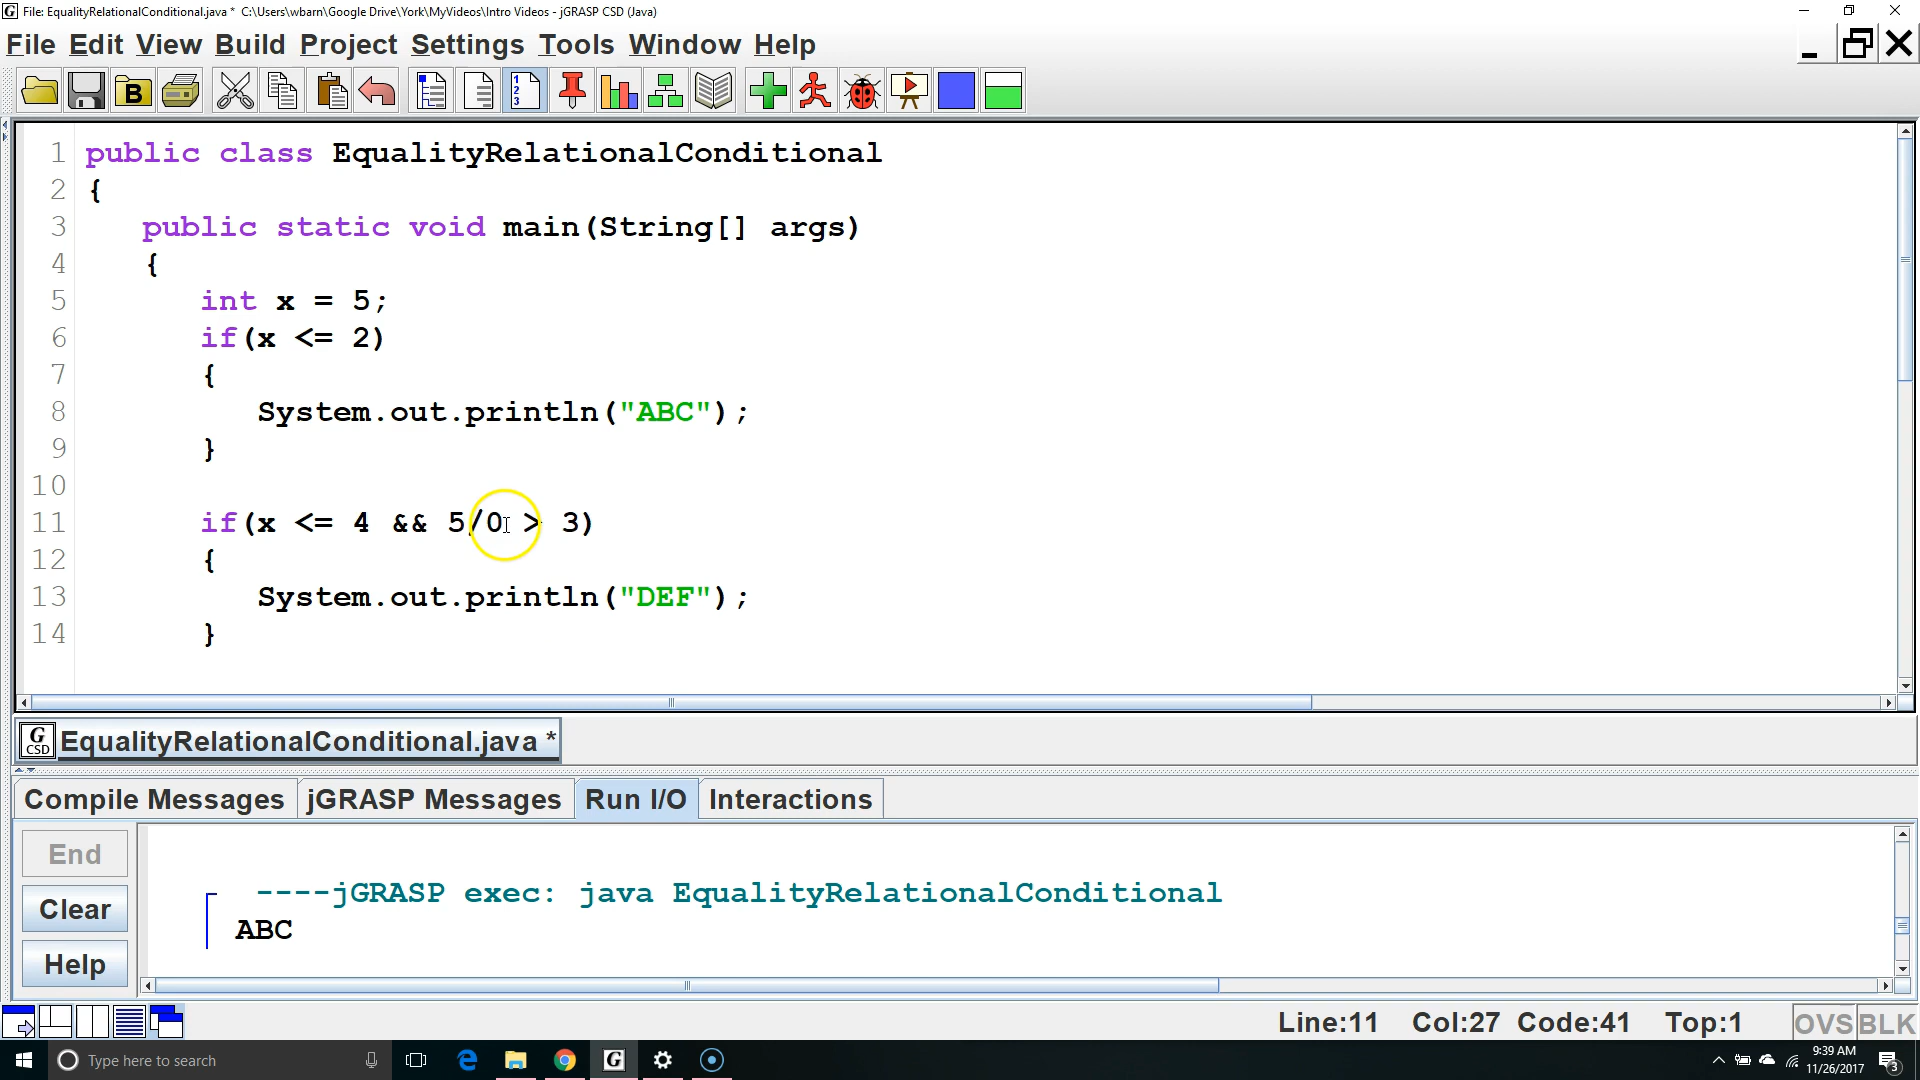 File: EqualityRelationalConditional.java * C:\Users\wbarn\Google Drive\York\MyVideos\Intro Videos - jGRASP CSD (Java)
File Edit View Build Project Settings Tools Window Help
B
1 2 3
1 public class EqualityRelationalConditional
2 {
3 public static void main(String[] args)
4 {
5 int x = 5;
6 if(x <= 2)
7 {
8 System.out.println("ABC");
9 }
10
11 if(x <= 4 && 5/0 > 3)
12 {
13 System.out.println("DEF");
14 }
G CSD EqualityRelationalConditional.java *
Compile Messages jGRASP Messages Run I/O Interactions
End
Clear
Help
----jGRASP exec: java EqualityRelationalConditional
ABC
Line:11 Col:27 Code:41 Top:1 OVS BLK
Type here to search
9:39 AM
11/26/2017
3